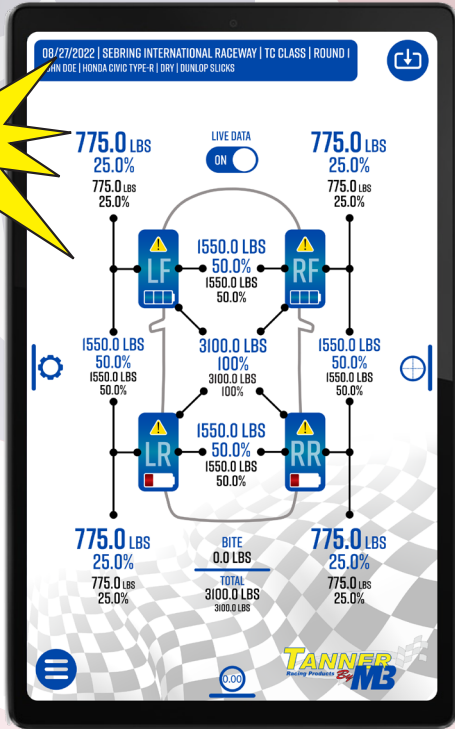 08/27/2022 | SEBRING INTERNATIONAL RACEWAY | TC CLASS | ROUND I
HN DOE | HONDA CIVIC TYPE-R | DRY | DUNLOP SLICKS
775.0 LBS
25.0%
775.0 LBS
25.0%
LIVE DATA
ON
775.0 LBS
25.0%
775.0 LBS
25.0%
LF
1550.0 LBS
50.0%
1550.0 LBS
50.0%
RF
1550.0 LBS
50.0%
1550.0 LBS
50.0%
3100.0 LBS
100%
3100.0 LBS
100%
1550.0 LBS
50.0%
1550.0 LBS
50.0%
LR
1550.0 LBS
50.0%
1550.0 LBS
50.0%
RR
775.0 LBS
25.0%
775.0 LBS
25.0%
BITE
0.0 LBS
TOTAL
3100.0 LBS
3100.0 LBS
775.0 LBS
25.0%
775.0 LBS
25.0%
0.00
TANNER
Racing Products By MB